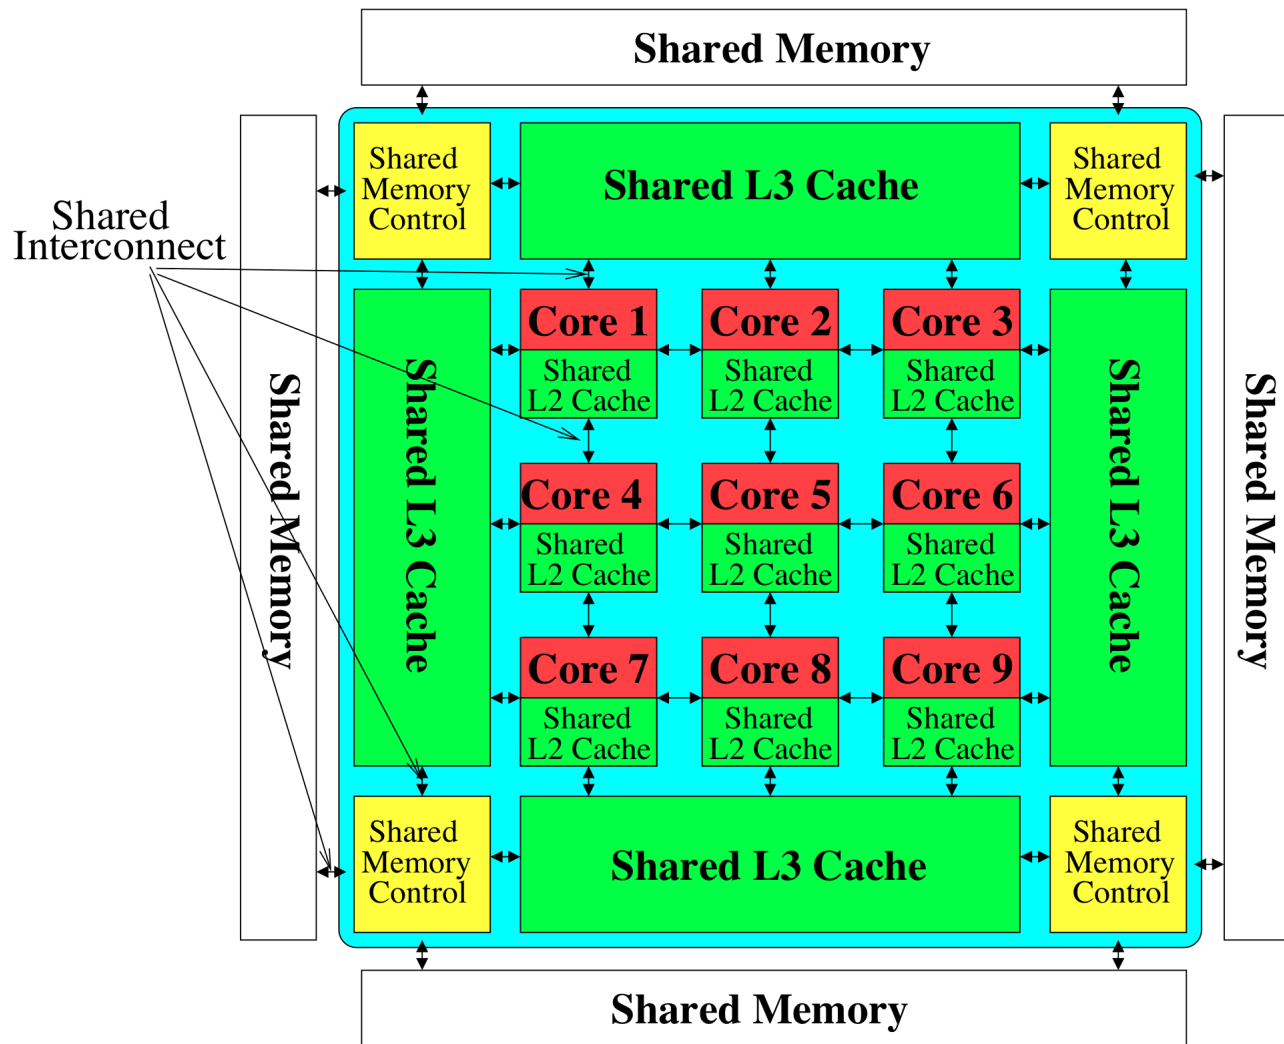 Shared Memory
Shared
Memory
Control
Shared L3 Cache
Shared
Memory
Control
Shared
Interconnect
Shared Memory
Shared L3 Cache
Core 1
Shared
L2 Cache
Core 2
Shared
L2 Cache
Core 3
Shared
L2 Cache
Core 4
Shared
L2 Cache
Core 5
Shared
L2 Cache
Core 6
Shared
L2 Cache
Core 7
Shared
L2 Cache
Core 8
Shared
L2 Cache
Core 9
Shared
L2 Cache
Shared L3 Cache
Shared Memory
Shared
Memory
Control
Shared L3 Cache
Shared
Memory
Control
Shared Memory